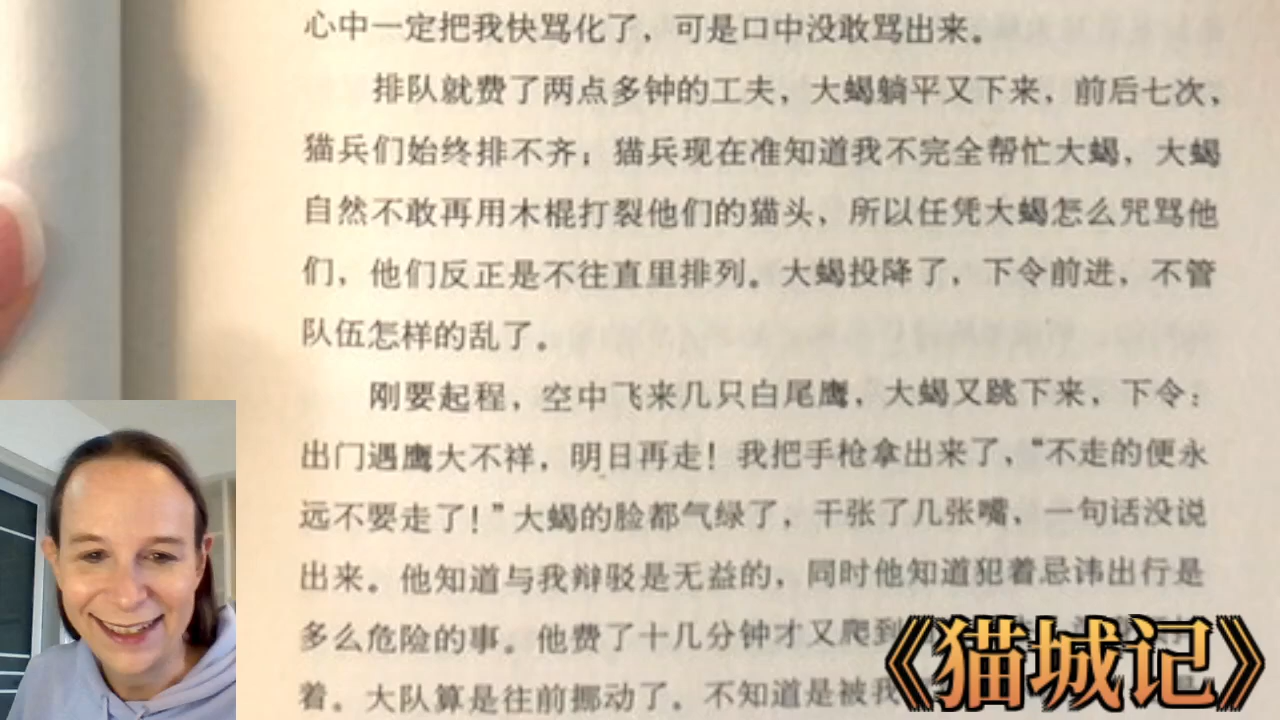 心中一定把我快骂化了，可是口中没敢骂出来。
排队就费了两点多钟的工夫，大蝎躺平又下来，前后七次，
猫兵们始终排不齐；猫兵现在准知道我不完全帮忙大蝎，大蝎
自然不敢再用木棍打裂他们的猫头，所以任凭大蝎怎么咒骂他
们，他们反正是不往直里排列。大蝎投降了，下令前进，不管
队伍怎样的乱了。
刚要起程，空中飞来几只白尾鹰，大蝎又跳下来，下令：
出门遇鹰大不祥，明日再走！我把手枪拿出来了，“不走的便永
远不要走了！”大蝎的脸都气绿了，干张了几张嘴，一句话没说
出来。他知道与我辩驳是无益的，同时他知道犯着忌讳出行是
多么危险的事。他费了十几分钟才又爬到
着。大队算是往前挪动了。不知道是被我
《猫城记》